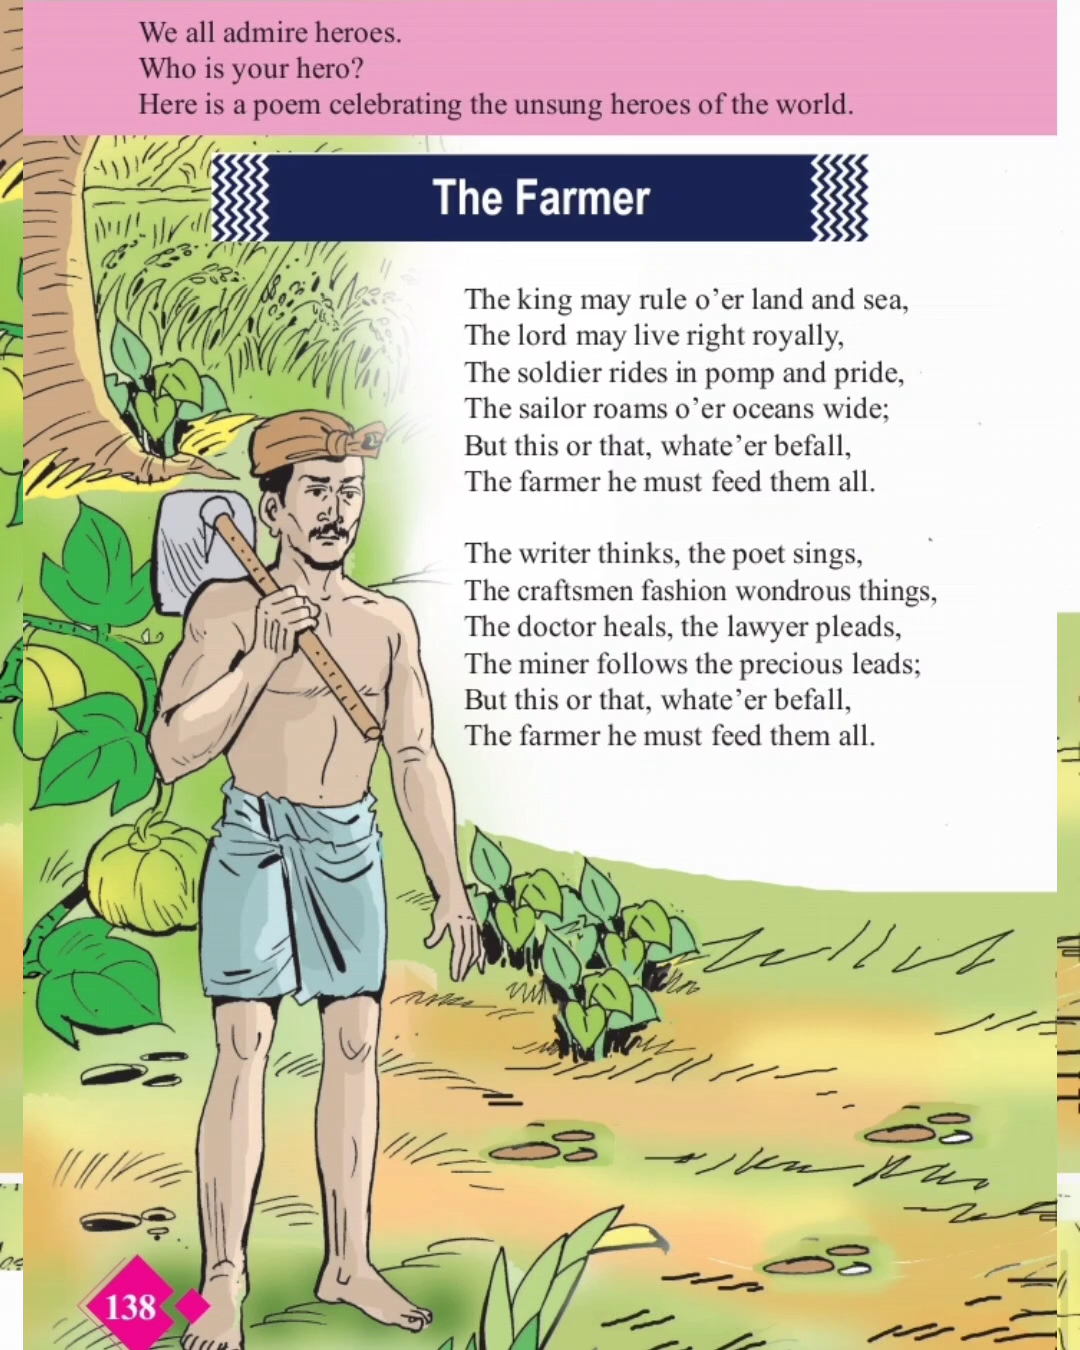 We all admire heroes.
Who is your hero?
Here is a poem celebrating the unsung heroes of the world.
The Farmer
The king may rule o’er land and sea,
The lord may live right royally,
The soldier rides in pomp and pride,
The sailor roams o’er oceans wide;
But this or that, whate’er befall,
The farmer he must feed them all.
The writer thinks, the poet sings,
The craftsmen fashion wondrous things,
The doctor heals, the lawyer pleads,
The miner follows the precious leads;
But this or that, whate’er befall,
The farmer he must feed them all.
138